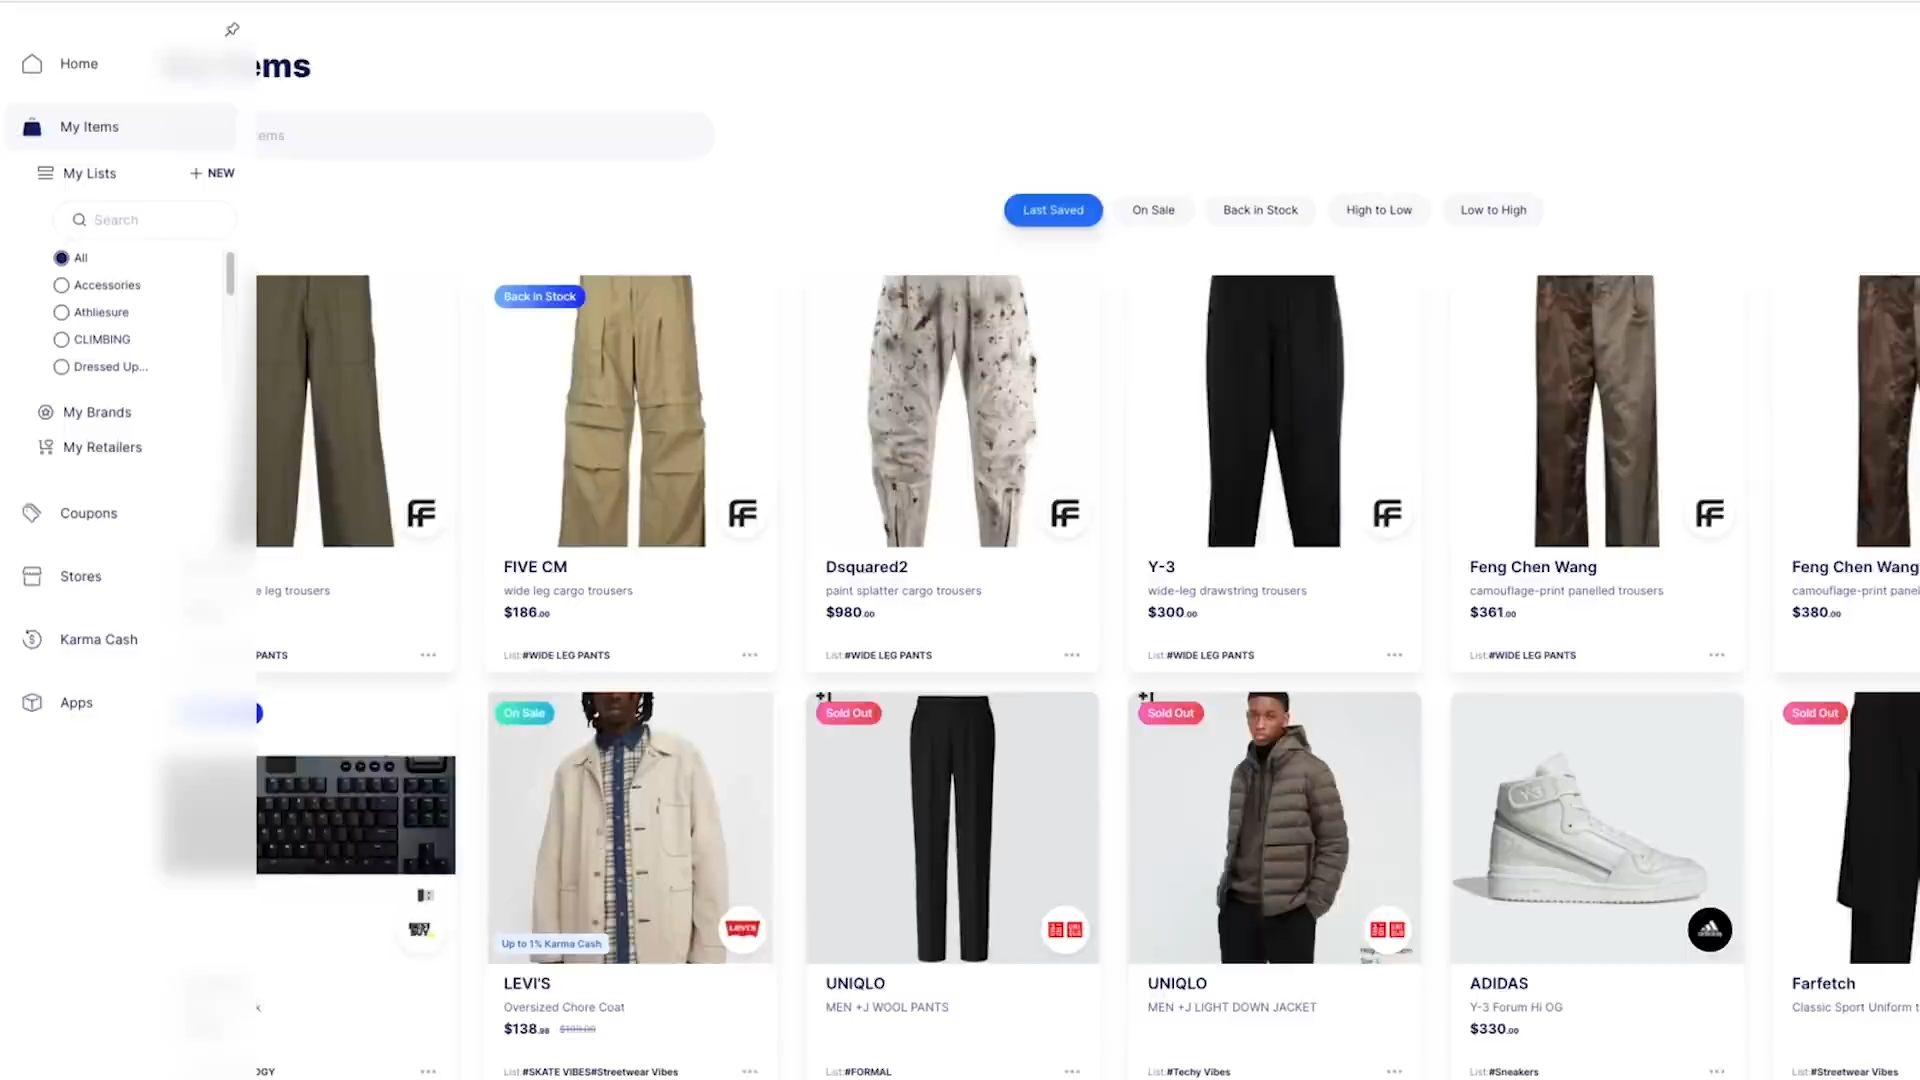 Home
ems
My Items
ems
My Lists
+ NEW
Search
All
Accessories
Athliesure
CLIMBING
Dressed Up...
My Brands
My Retailers
Coupons
Stores
Karma Cash
Apps
Last Saved
On Sale
Back in Stock
High to Low
Low to High
e leg trousers
PANTS
Back in Stock
FIVE CM
wide leg cargo trousers
$186.00
List:#WIDE LEG PANTS
Dsquared2
paint splatter cargo trousers
$980.00
List:#WIDE LEG PANTS
Y-3
wide-leg drawstring trousers
$300.00
List:#WIDE LEG PANTS
Feng Chen Wang
camouflage-print panelled trousers
$361.00
List:#WIDE LEG PANTS
Feng Chen Wang
camouflage-print panel
$380.00
BEST
BUY
k
OGY
On Sale
Up to 1% Karma Cash
LEVI'S
LEVI'S
Oversized Chore Coat
$138.98
List:#SKATE VIBES#Streetwear Vibes
+J
Sold Out
UNIQLO
MEN +J WOOL PANTS
List:#FORMAL
+J
Sold Out
UNIQLO
MEN +J LIGHT DOWN JACKET
List:#Techy Vibes
Y-3
adidas
ADIDAS
Y-3 Forum Hi OG
$330.00
List:#Sneakers
Sold Out
Farfetch
Classic Sport Uniform t
List:#Streetwear Vibes